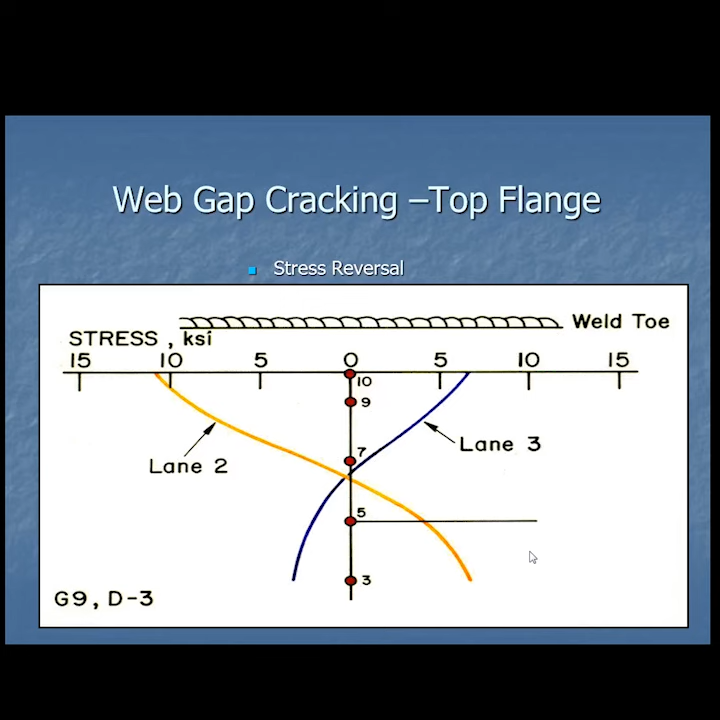 Web Gap Cracking –Top Flange
Stress Reversal
Weld Toe
STRESS , ksi
15 10 5 0 5 10 15
10
9
Lane 3
7
Lane 2
5
3
G9, D-3